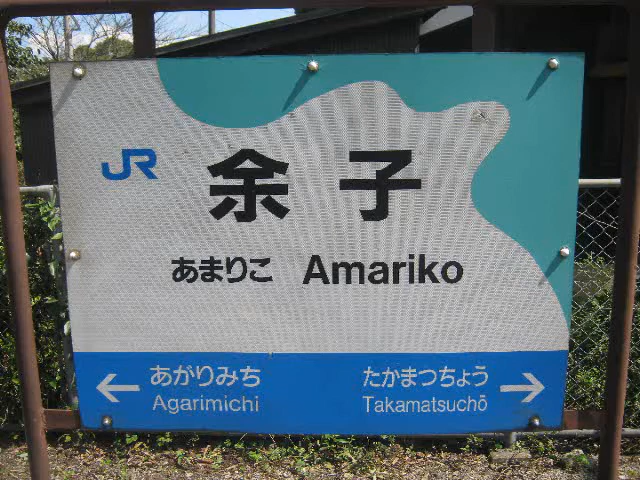 JR
余子
あまりこ Amariko
← あがりみち たかまつちょう →
Agarimichi Takamatsuchō